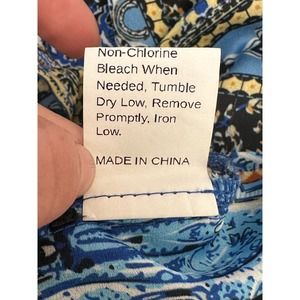 Non-Chlorine
Bleach When
Needed, Tumble
Dry Low, Remove
Promptly, Iron
Low.
MADE IN CHINA